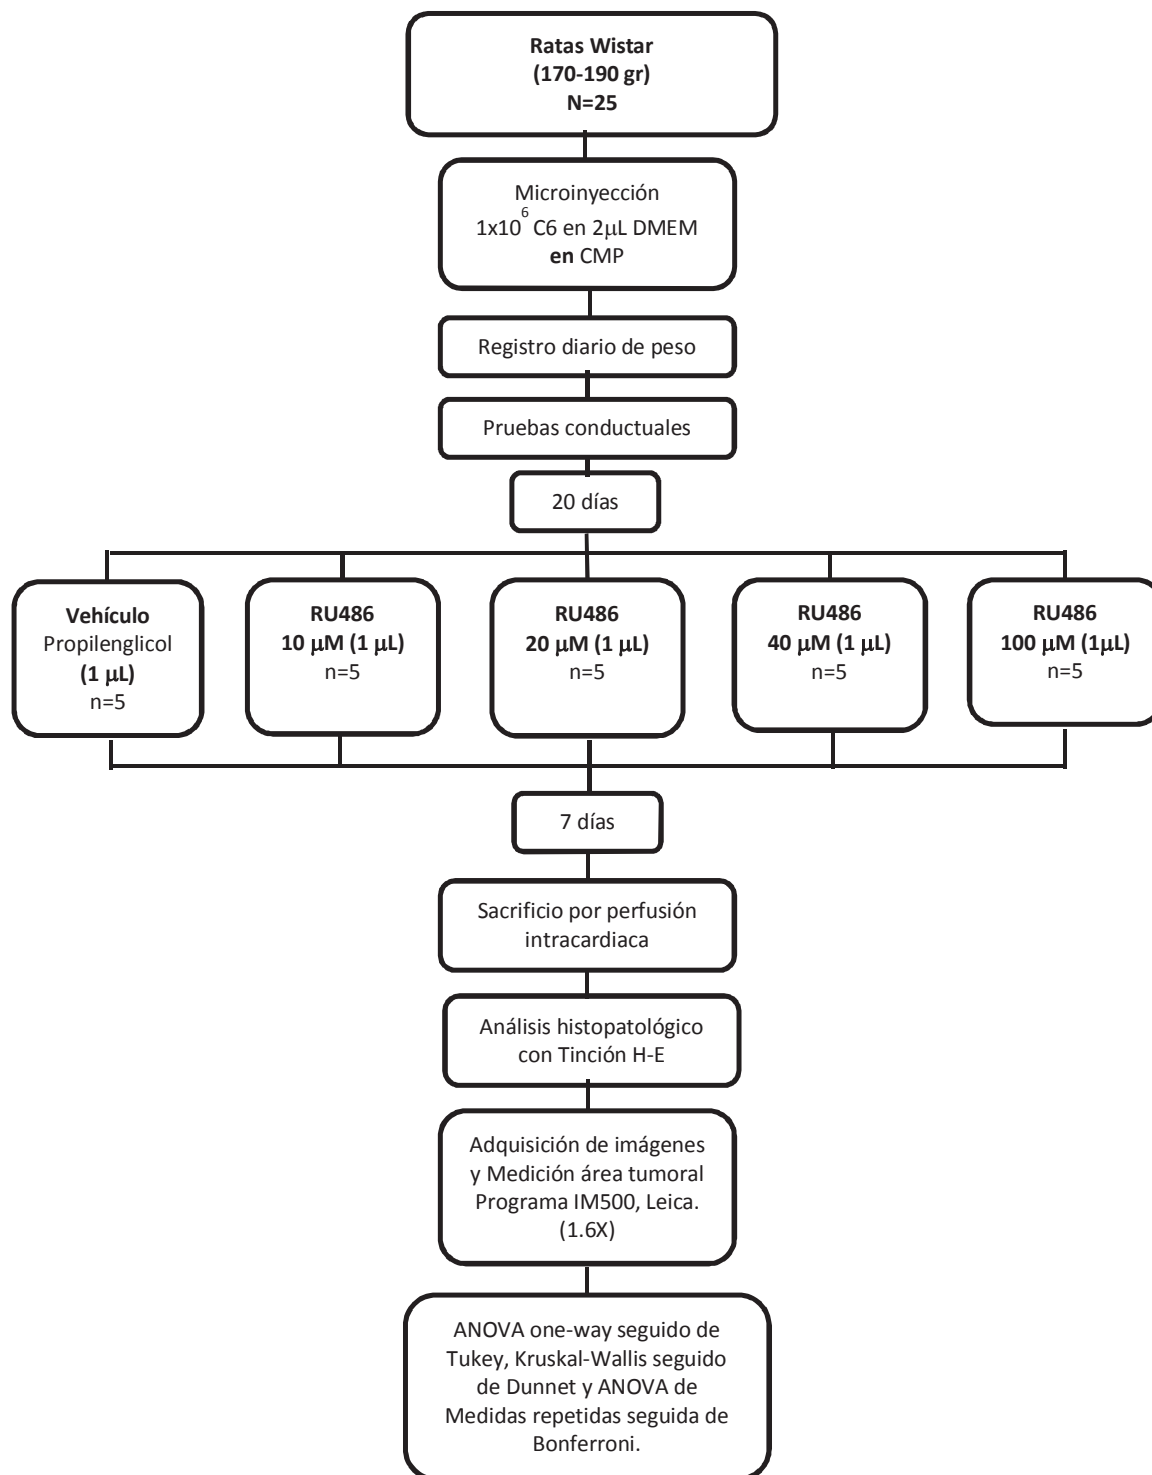 Ratas Wistar
(170-190 gr)
N=25
Microinyección
1x10⁶ C6 en 2μL DMEM
en CMP
Registro diario de peso
Pruebas conductuales
20 días
Vehículo
Propilenglicol
(1 μL)
n=5
RU486
10 μM (1 μL)
n=5
RU486
20 μM (1 μL)
n=5
RU486
40 μM (1 μL)
n=5
RU486
100 μM (1μL)
n=5
7 días
Sacrificio por perfusión
intracardiaca
Análisis histopatológico
con Tinción H-E
Adquisición de imágenes
y Medición área tumoral
Programa IM500, Leica.
(1.6X)
ANOVA one-way seguido de
Tukey, Kruskal-Wallis seguido
de Dunnet y ANOVA de
Medidas repetidas seguida de
Bonferroni.